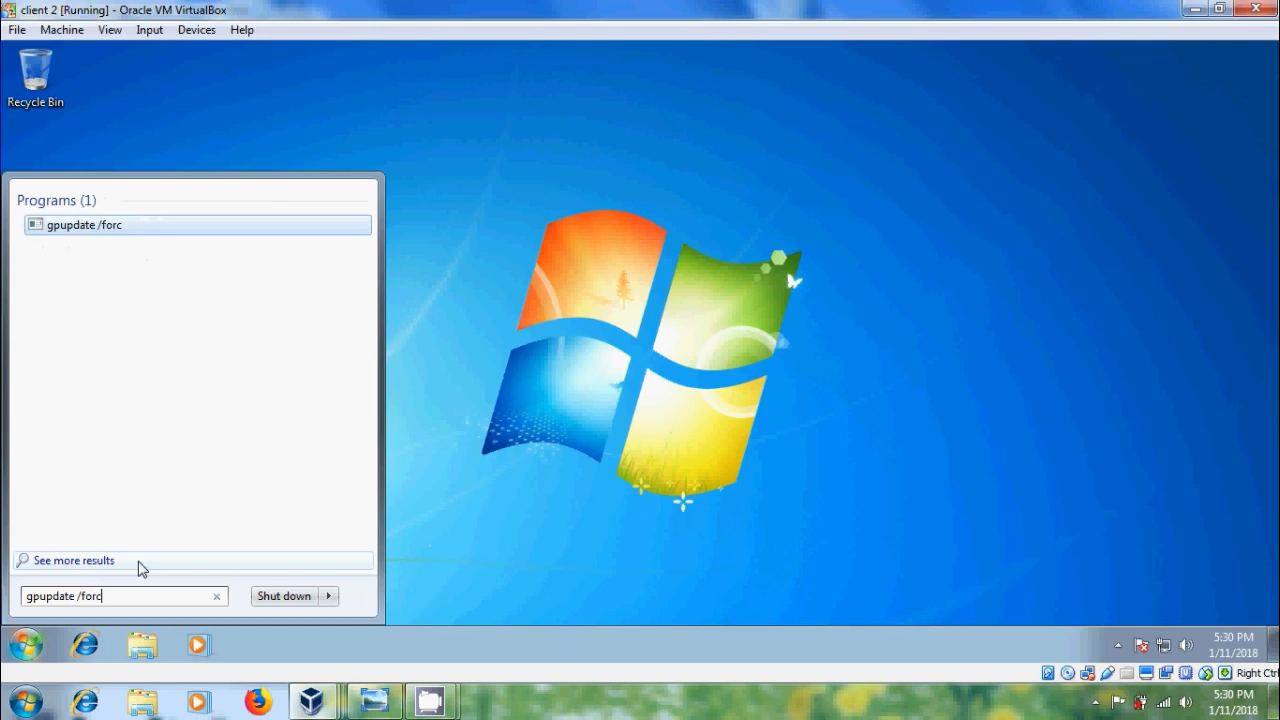 client 2 [Running] - Oracle VM VirtualBox
File Machine View Input Devices Help
Recycle Bin
Programs (1)
gpupdate /forc
See more results
gpupdate /forc
Shut down
5:30 PM
1/11/2018
Right Ctrl
5:30 PM
1/11/2018